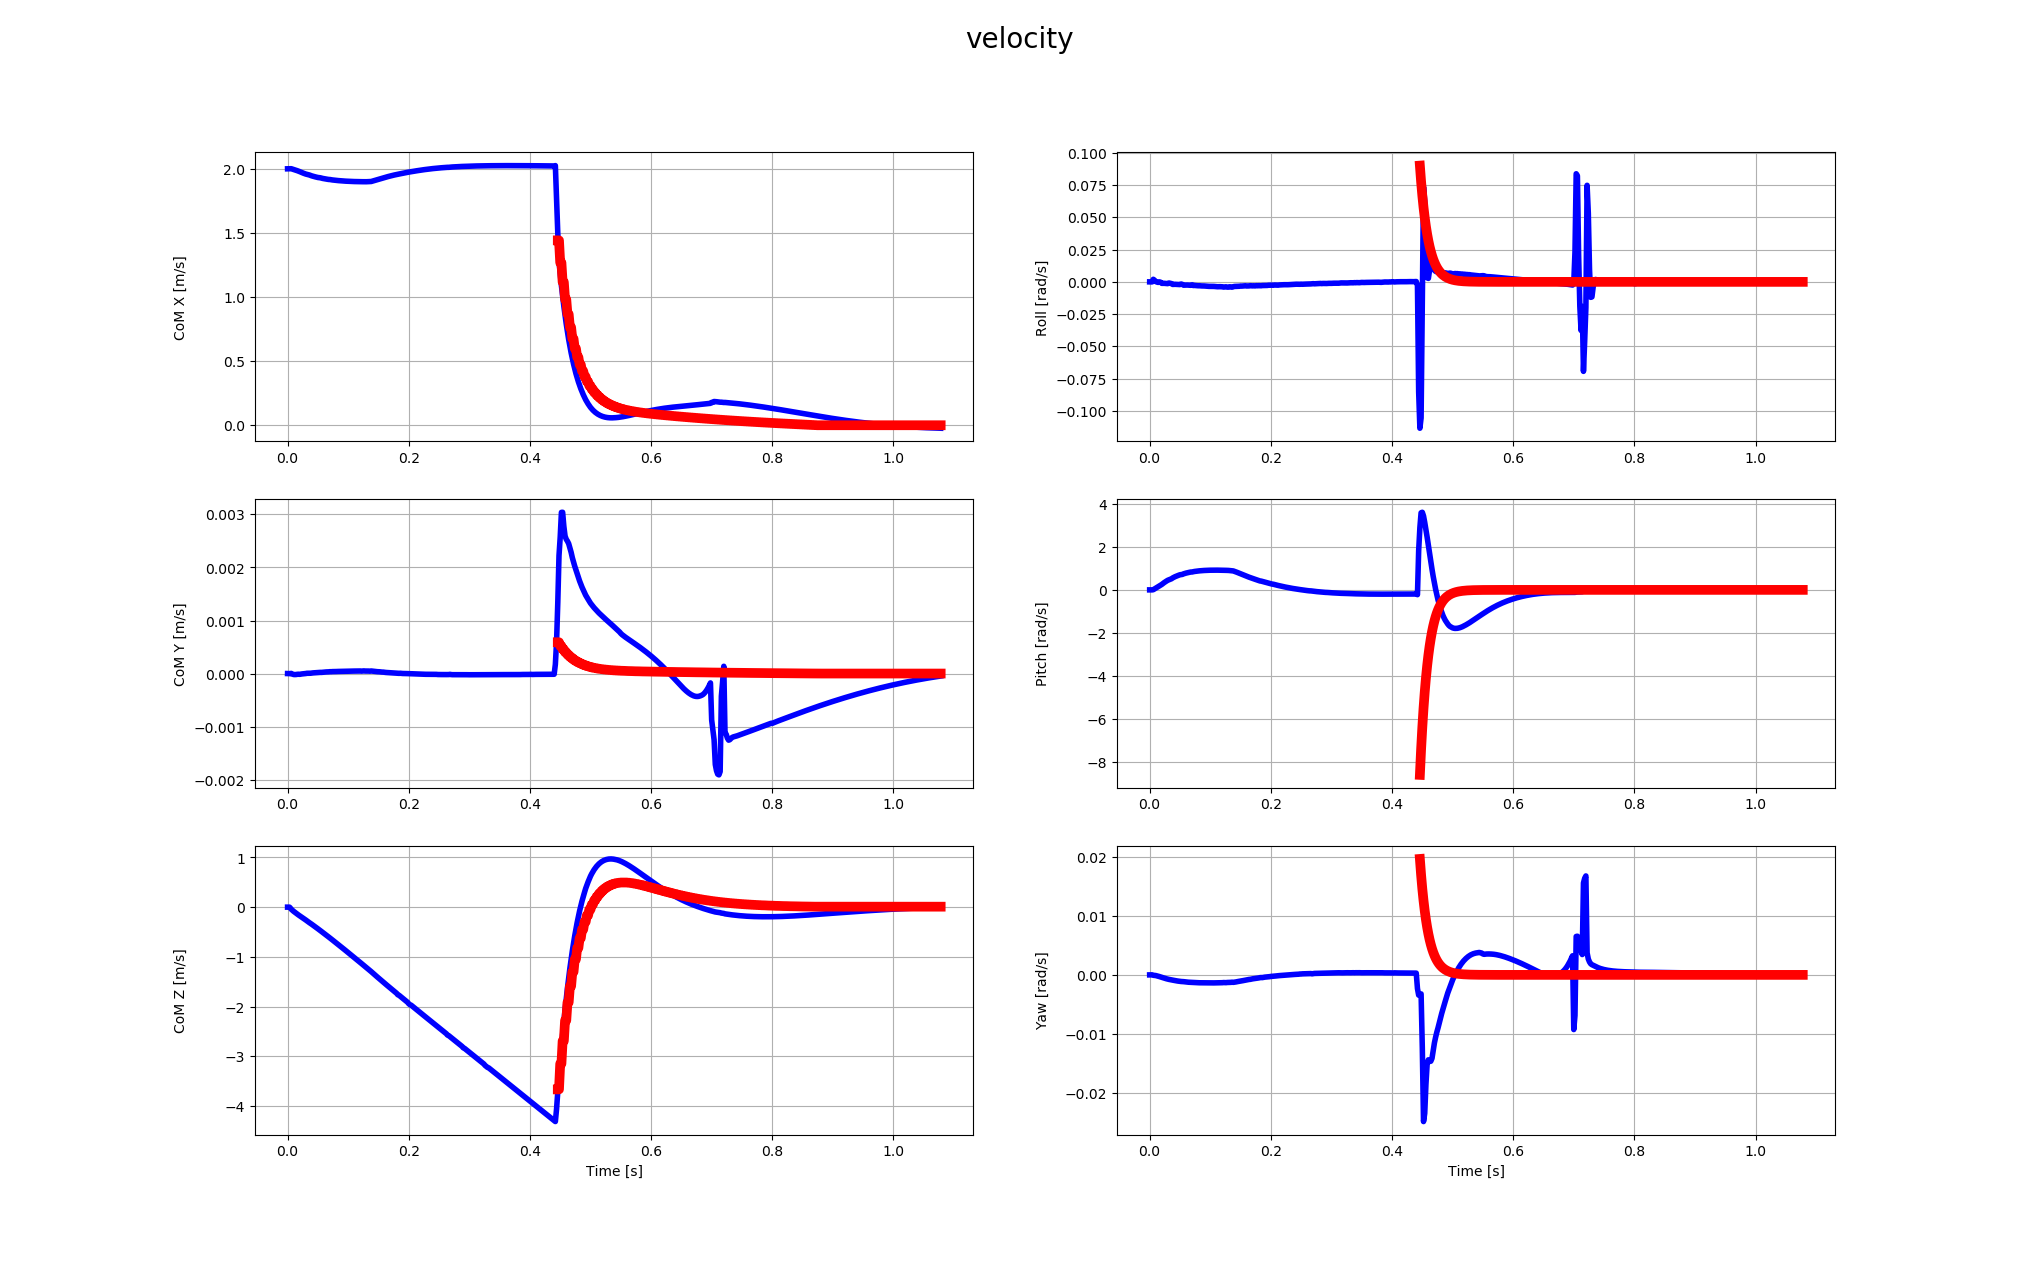 velocity
CoM X [m/s]
2.0
1.5
1.0
0.5
0.0
0.0 0.2 0.4 0.6 0.8 1.0
Roll [rad/s]
0.100
0.075
0.050
0.025
0.000
−0.025
−0.050
−0.075
−0.100
0.0 0.2 0.4 0.6 0.8 1.0
CoM Y [m/s]
0.003
0.002
0.001
0.000
−0.001
−0.002
0.0 0.2 0.4 0.6 0.8 1.0
Pitch [rad/s]
4
2
0
−2
−4
−6
−8
0.0 0.2 0.4 0.6 0.8 1.0
CoM Z [m/s]
1
0
−1
−2
−3
−4
0.0 0.2 0.4 0.6 0.8 1.0
Time [s]
Yaw [rad/s]
0.02
0.01
0.00
−0.01
−0.02
0.0 0.2 0.4 0.6 0.8 1.0
Time [s]